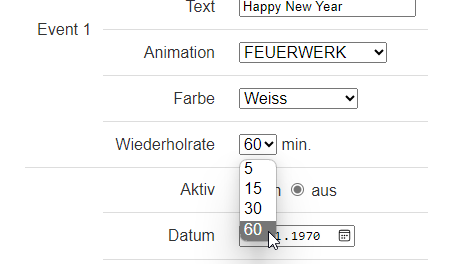 Text Happy New Year
Event 1
Animation FEUERWERK
Farbe Weiss
Wiederholrate 60 min.
5
Aktiv 15 aus
30
Datum 60 .1970